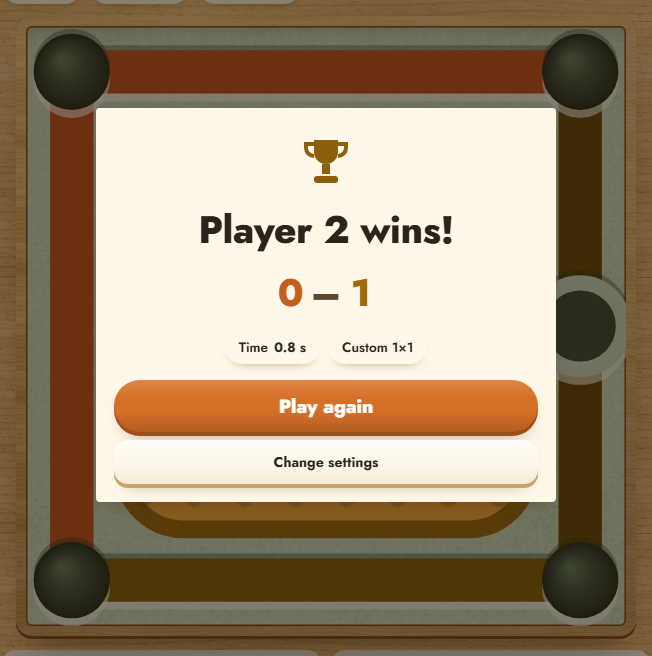 Player 2 wins!
0 – 1
Time 0.8 s Custom 1×1
Play again
Change settings